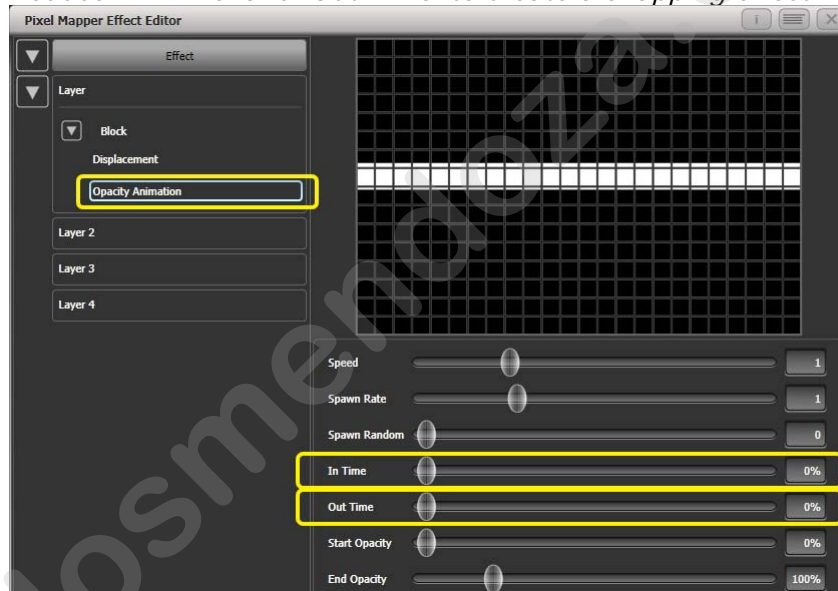 Pixel Mapper Effect Editor
Effect
Layer
Block
Displacement
Opacity Animation
Layer 2
Layer 3
Layer 4
Speed 1
Spawn Rate 1
Spawn Random 0
In Time 0%
Out Time 0%
Start Opacity 0%
End Opacity 100%
osmendoza.